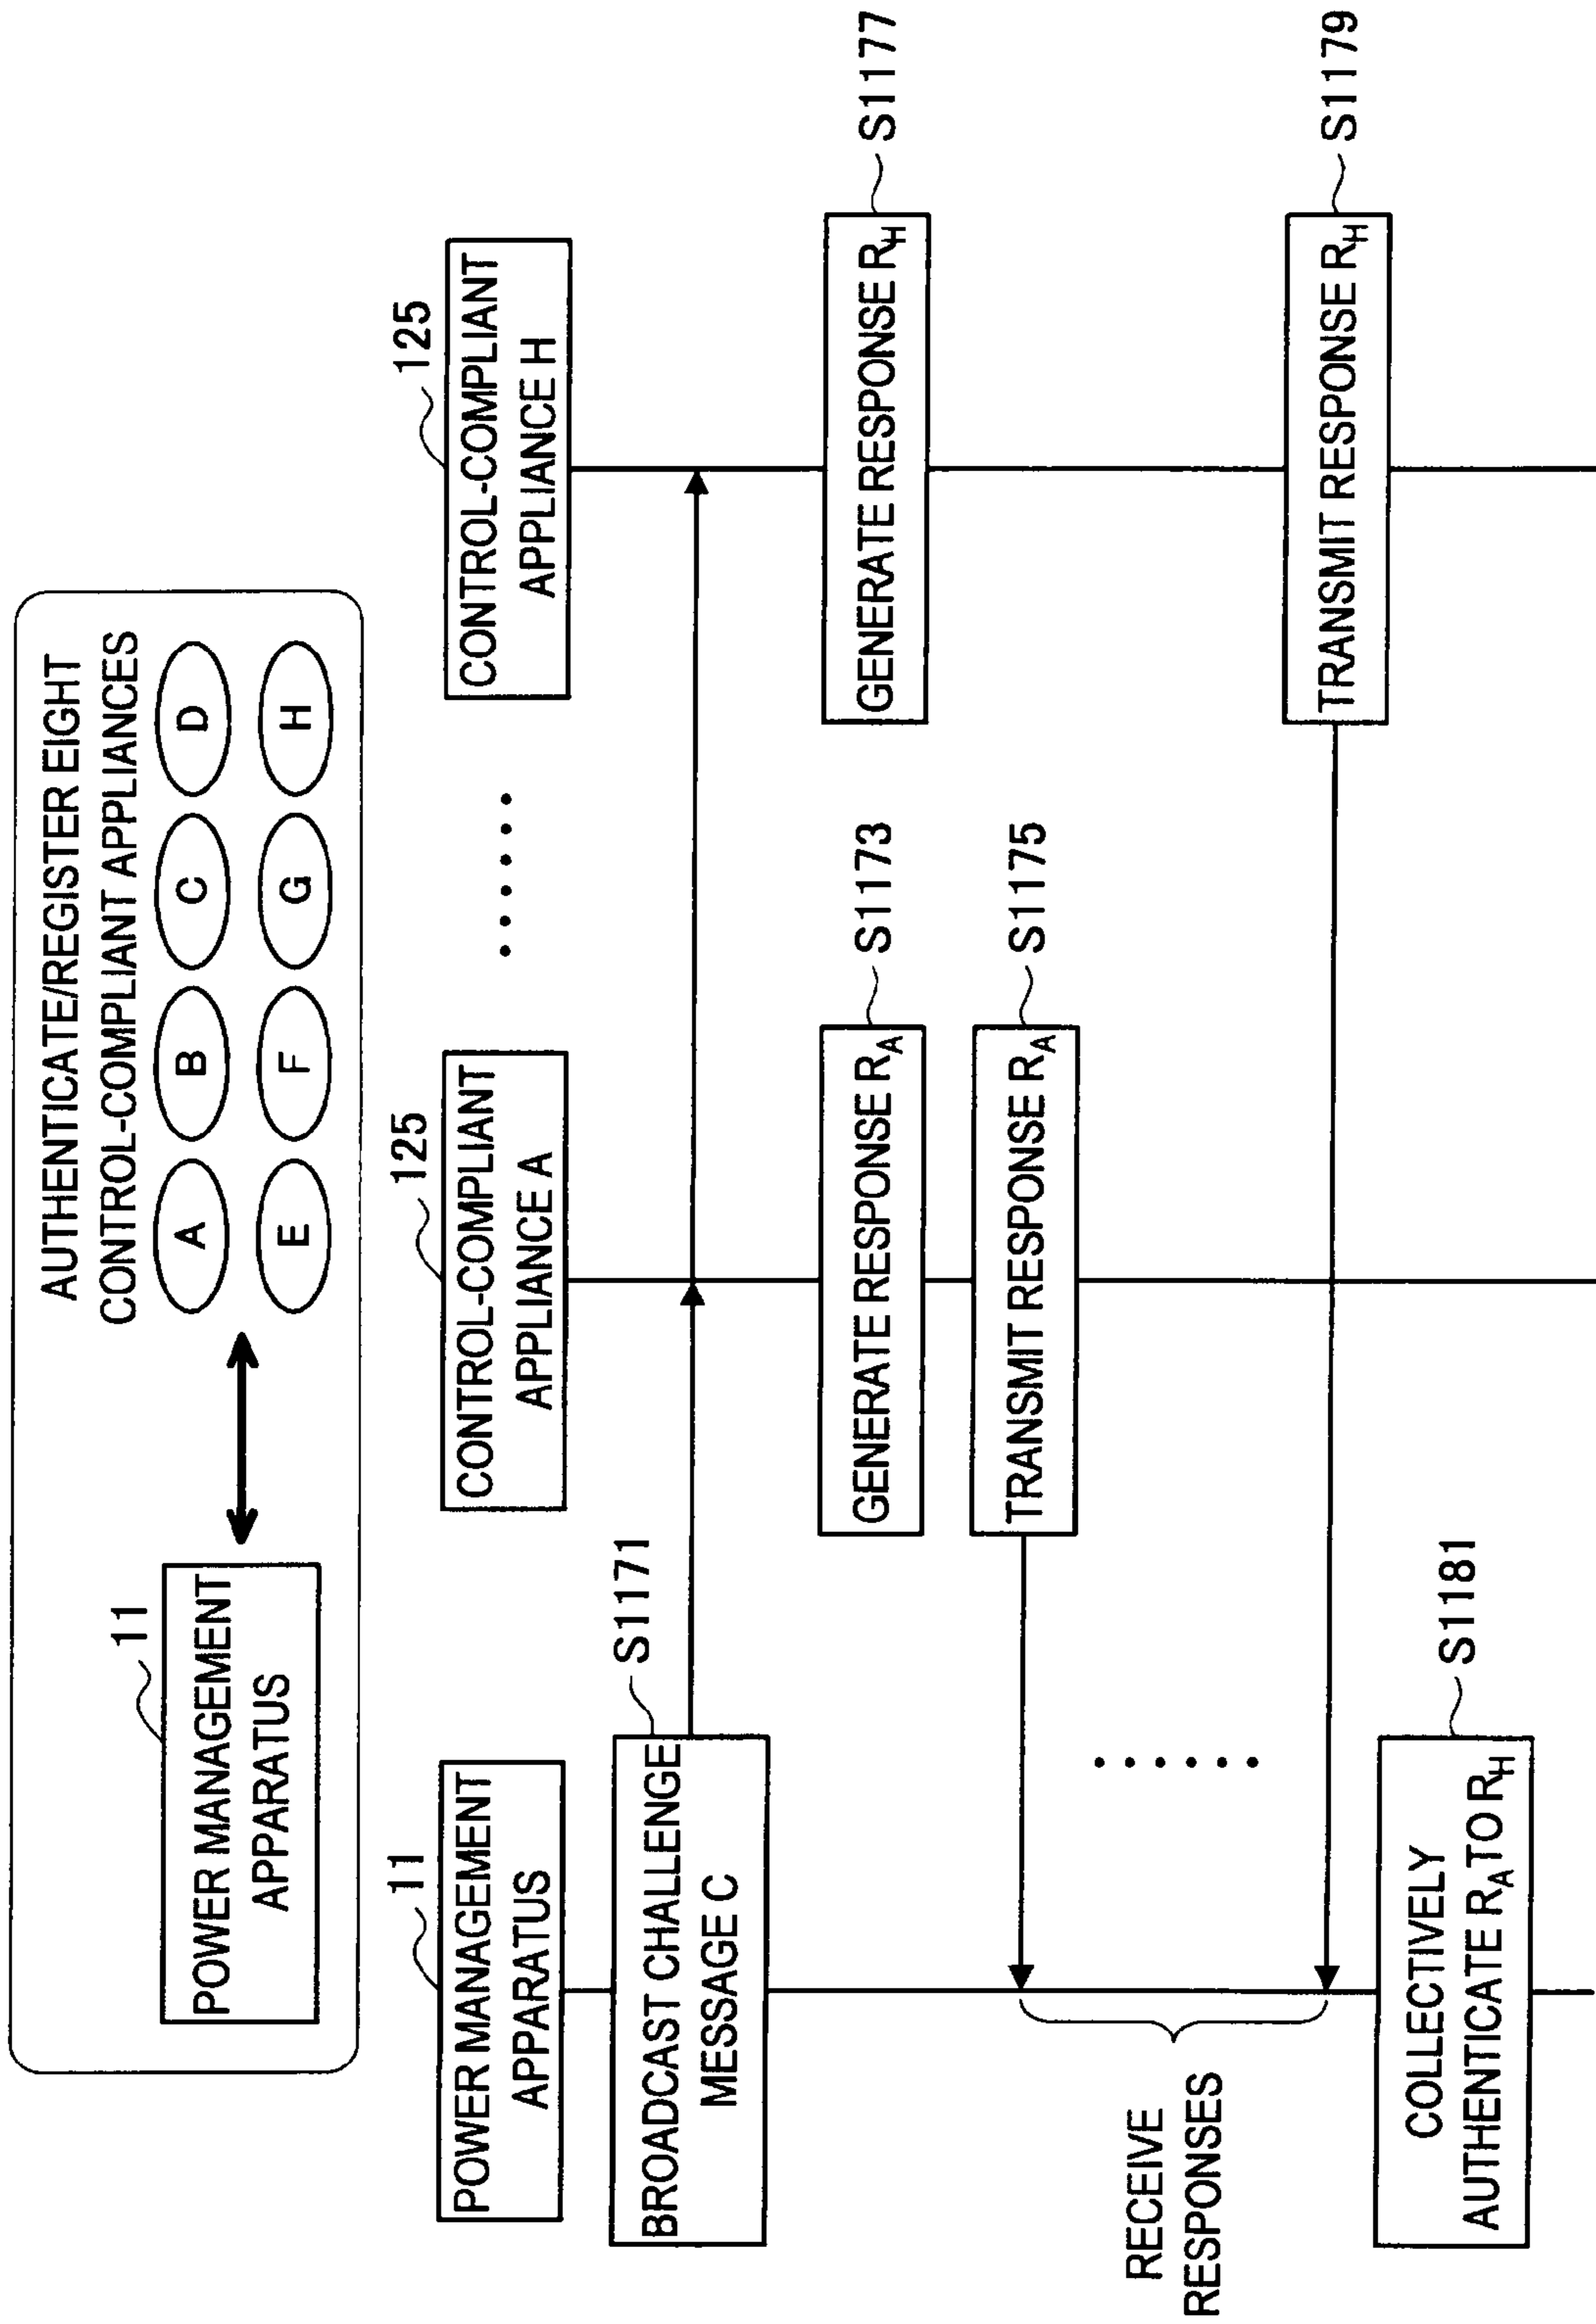 AUTHENTICATE/REGISTER EIGHT
CONTROL-COMPLIANT APPLIANCES
11
POWER MANAGEMENT
APPARATUS
A B C D
E F G H
11
POWER MANAGEMENT
APPARATUS
125
CONTROL-COMPLIANT
APPLIANCE A
......
125
CONTROL-COMPLIANT
APPLIANCE H
BROADCAST CHALLENGE
MESSAGE C
S1171
GENERATE RESPONSE RA
S1173
GENERATE RESPONSE RH
S1177
TRANSMIT RESPONSE RA
S1175
RECEIVE
RESPONSES
......
TRANSMIT RESPONSE RH
S1179
COLLECTIVELY
AUTHENTICATE RA TO RH
S1181